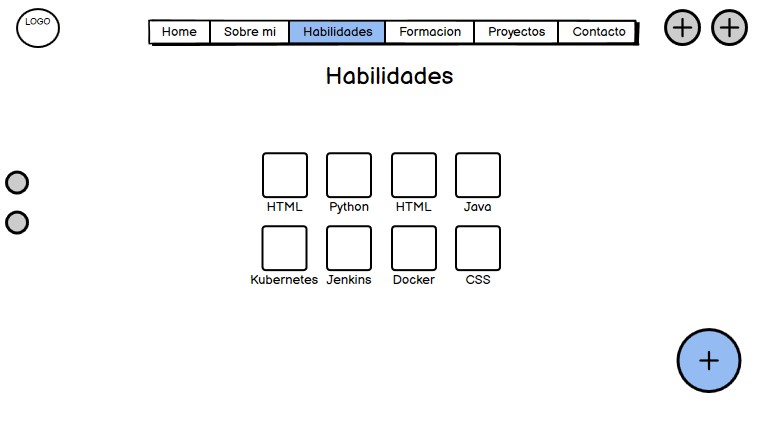 LOGO
Home Sobre mi Habilidades Formacion Proyectos Contacto
Habilidades
HTML Python HTML Java
Kubernetes Jenkins Docker CSS